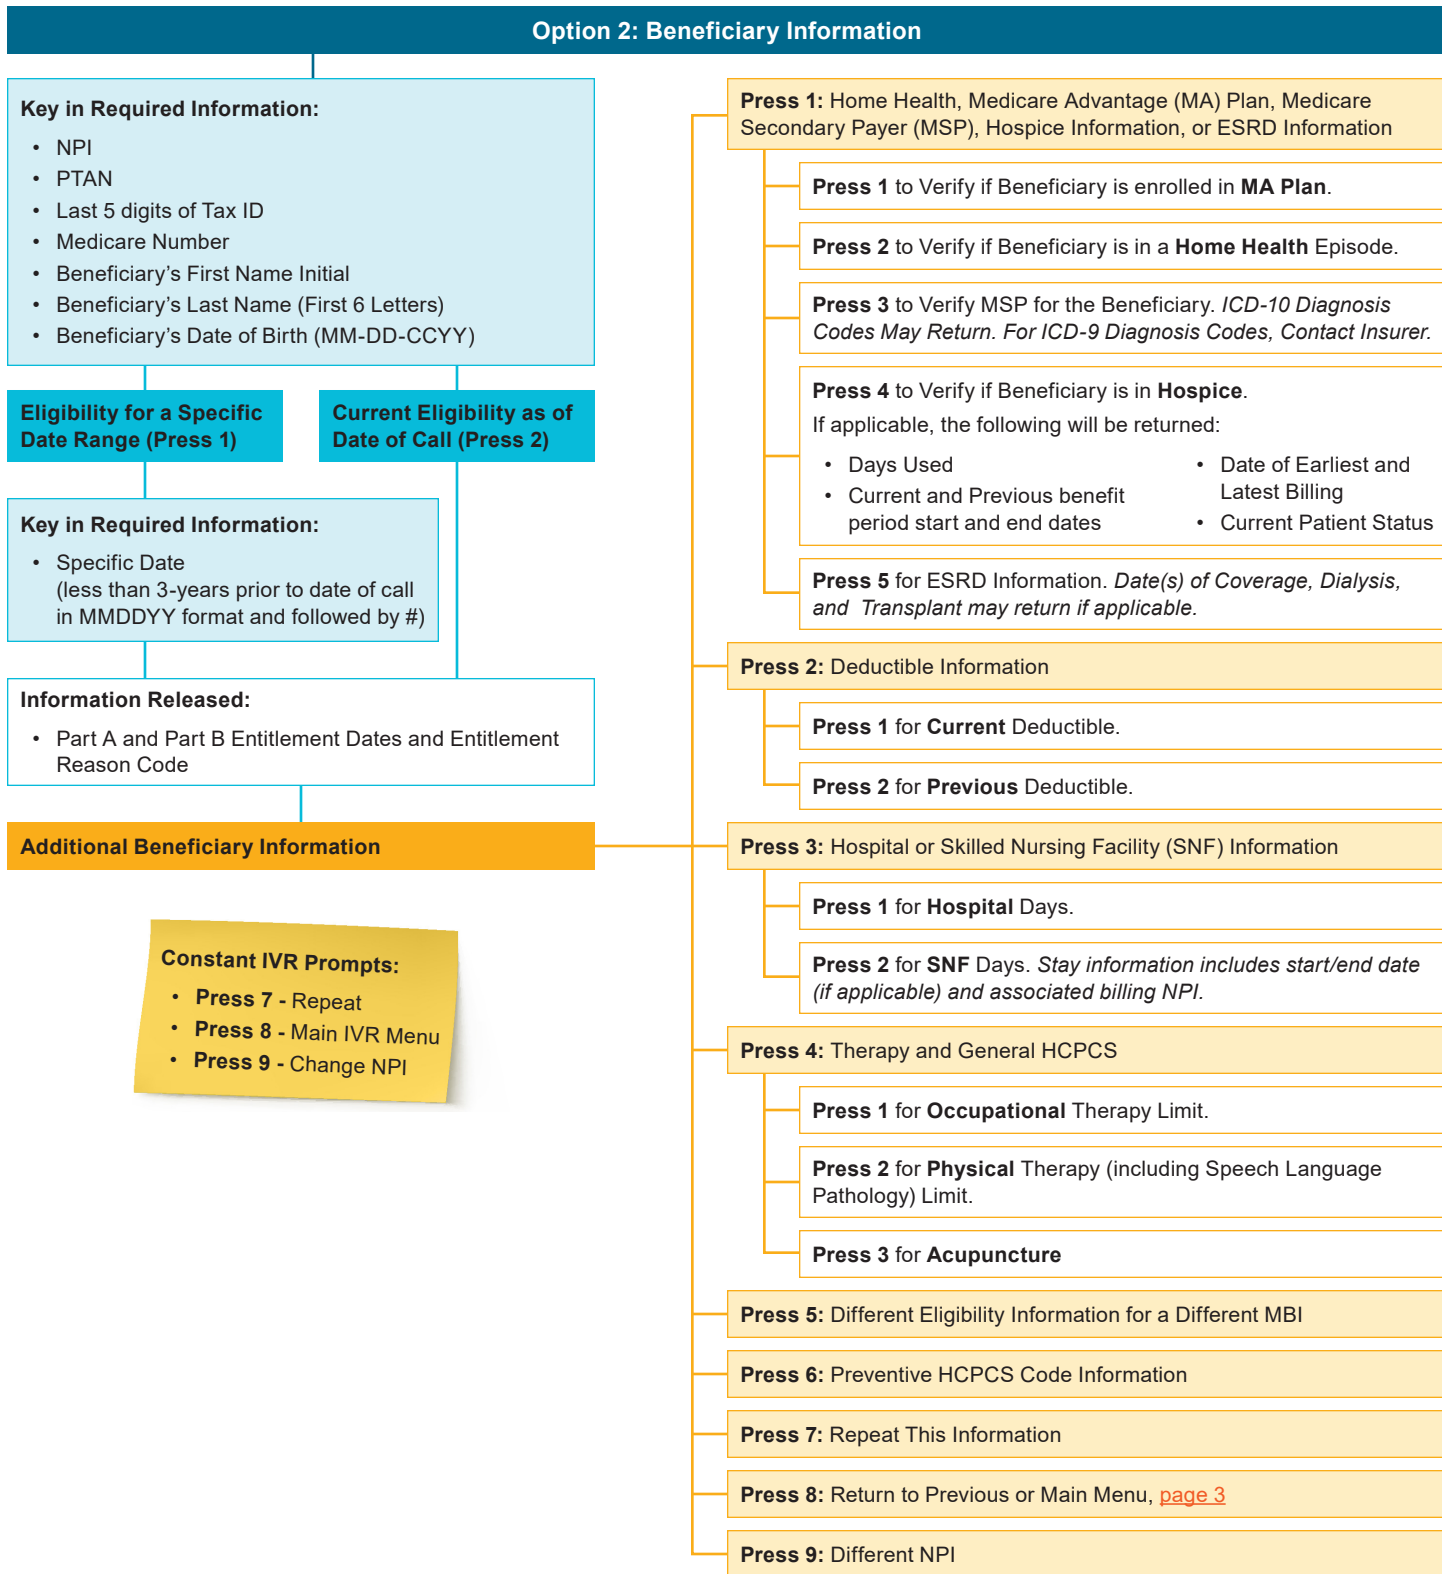 Option 2: Beneficiary Information
Key in Required Information:
• NPI
• PTAN
• Last 5 digits of Tax ID
• Medicare Number
• Beneficiary's First Name Initial
• Beneficiary's Last Name (First 6 Letters)
• Beneficiary's Date of Birth (MM-DD-CCYY)
Eligibility for a Specific
Date Range (Press 1)
Current Eligibility as of
Date of Call (Press 2)
Key in Required Information:
• Specific Date
(less than 3-years prior to date of call
in MMDDYY format and followed by #)
Information Released:
• Part A and Part B Entitlement Dates and Entitlement
Reason Code
Additional Beneficiary Information
Constant IVR Prompts:
• Press 7 - Repeat
• Press 8 - Main IVR Menu
• Press 9 - Change NPI
Press 1: Home Health, Medicare Advantage (MA) Plan, Medicare
Secondary Payer (MSP), Hospice Information, or ESRD Information
Press 1 to Verify if Beneficiary is enrolled in MA Plan.
Press 2 to Verify if Beneficiary is in a Home Health Episode.
Press 3 to Verify MSP for the Beneficiary. ICD-10 Diagnosis
Codes May Return. For ICD-9 Diagnosis Codes, Contact Insurer.
Press 4 to Verify if Beneficiary is in Hospice.
If applicable, the following will be returned:
• Days Used
• Current and Previous benefit
period start and end dates
• Date of Earliest and
Latest Billing
• Current Patient Status
Press 5 for ESRD Information. Date(s) of Coverage, Dialysis,
and Transplant may return if applicable.
Press 2: Deductible Information
Press 1 for Current Deductible.
Press 2 for Previous Deductible.
Press 3: Hospital or Skilled Nursing Facility (SNF) Information
Press 1 for Hospital Days.
Press 2 for SNF Days. Stay information includes start/end date
(if applicable) and associated billing NPI.
Press 4: Therapy and General HCPCS
Press 1 for Occupational Therapy Limit.
Press 2 for Physical Therapy (including Speech Language
Pathology) Limit.
Press 3 for Acupuncture
Press 5: Different Eligibility Information for a Different MBI
Press 6: Preventive HCPCS Code Information
Press 7: Repeat This Information
Press 8: Return to Previous or Main Menu, page 3
Press 9: Different NPI